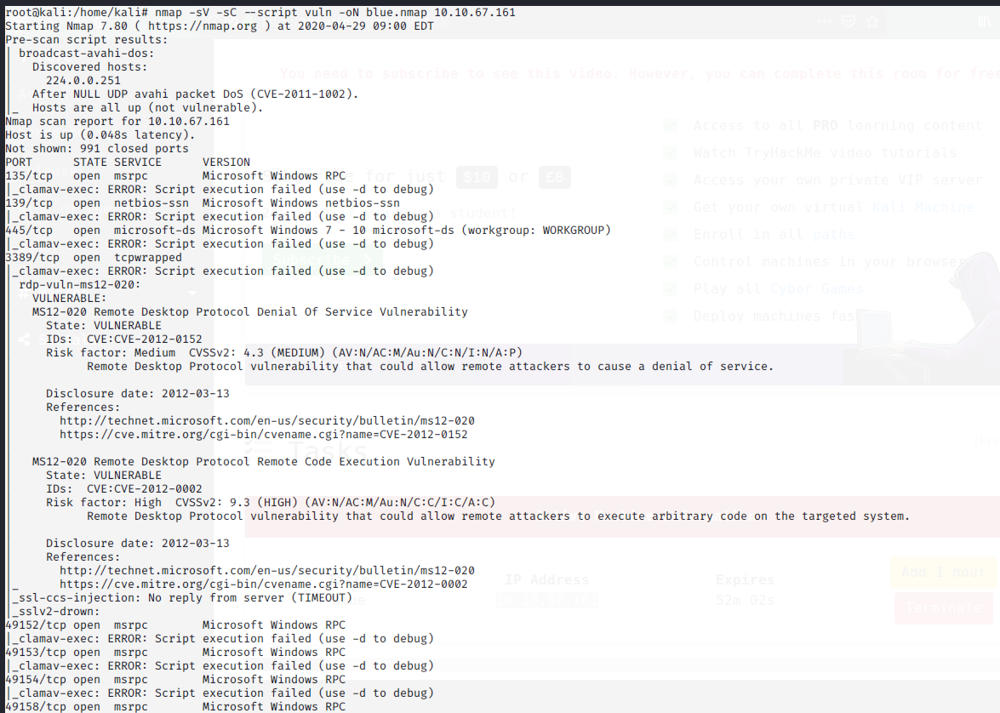 root@kali:/home/kali# nmap -sV -sC --script vuln -oN blue.nmap 10.10.67.161
Starting Nmap 7.80 ( https://nmap.org ) at 2020-04-29 09:00 EDT
Pre-scan script results:
| broadcast-avahi-dos:
|   Discovered hosts:
|     224.0.0.251
|   After NULL UDP avahi packet DoS (CVE-2011-1002).
|_  Hosts are all up (not vulnerable).
Nmap scan report for 10.10.67.161
Host is up (0.048s latency).
Not shown: 991 closed ports
PORT      STATE SERVICE      VERSION
135/tcp   open  msrpc        Microsoft Windows RPC
|_clamav-exec: ERROR: Script execution failed (use -d to debug)
139/tcp   open  netbios-ssn  Microsoft Windows netbios-ssn
|_clamav-exec: ERROR: Script execution failed (use -d to debug)
445/tcp   open  microsoft-ds Microsoft Windows 7 - 10 microsoft-ds (workgroup: WORKGROUP)
|_clamav-exec: ERROR: Script execution failed (use -d to debug)
3389/tcp  open  tcpwrapped
|_clamav-exec: ERROR: Script execution failed (use -d to debug)
| rdp-vuln-ms12-020:
|   VULNERABLE:
|   MS12-020 Remote Desktop Protocol Denial Of Service Vulnerability
|     State: VULNERABLE
|     IDs:  CVE:CVE-2012-0152
|     Risk factor: Medium  CVSSv2: 4.3 (MEDIUM) (AV:N/AC:M/Au:N/C:N/I:N/A:P)
|           Remote Desktop Protocol vulnerability that could allow remote attackers to cause a denial of service.
|
|     Disclosure date: 2012-03-13
|     References:
|       http://technet.microsoft.com/en-us/security/bulletin/ms12-020
|       https://cve.mitre.org/cgi-bin/cvename.cgi?name=CVE-2012-0152
|
|   MS12-020 Remote Desktop Protocol Remote Code Execution Vulnerability
|     State: VULNERABLE
|     IDs:  CVE:CVE-2012-0002
|     Risk factor: High  CVSSv2: 9.3 (HIGH) (AV:N/AC:M/Au:N/C:C/I:C/A:C)
|           Remote Desktop Protocol vulnerability that could allow remote attackers to execute arbitrary code on the targeted system.
|
|     Disclosure date: 2012-03-13
|     References:
|       http://technet.microsoft.com/en-us/security/bulletin/ms12-020
|_      https://cve.mitre.org/cgi-bin/cvename.cgi?name=CVE-2012-0002
|_ssl-ccs-injection: No reply from server (TIMEOUT)
|_sslv2-drown:
49152/tcp open  msrpc        Microsoft Windows RPC
|_clamav-exec: ERROR: Script execution failed (use -d to debug)
49153/tcp open  msrpc        Microsoft Windows RPC
|_clamav-exec: ERROR: Script execution failed (use -d to debug)
49154/tcp open  msrpc        Microsoft Windows RPC
|_clamav-exec: ERROR: Script execution failed (use -d to debug)
49158/tcp open  msrpc        Microsoft Windows RPC
You need to subscribe to see this video. However, you can complete this room for free
for just $10 or £8
a student!
Subscribe
Access to all PRO learning content
Watch TryHackMe video tutorials
Access your own private VIP server
Get your own virtual Kali Machine
Enroll in all paths
Control machines in your browser
Play all Cyber Games
Deploy machines fas
Tasks
IP Address
Expires
52m 02s
Add 1 hour
Terminate